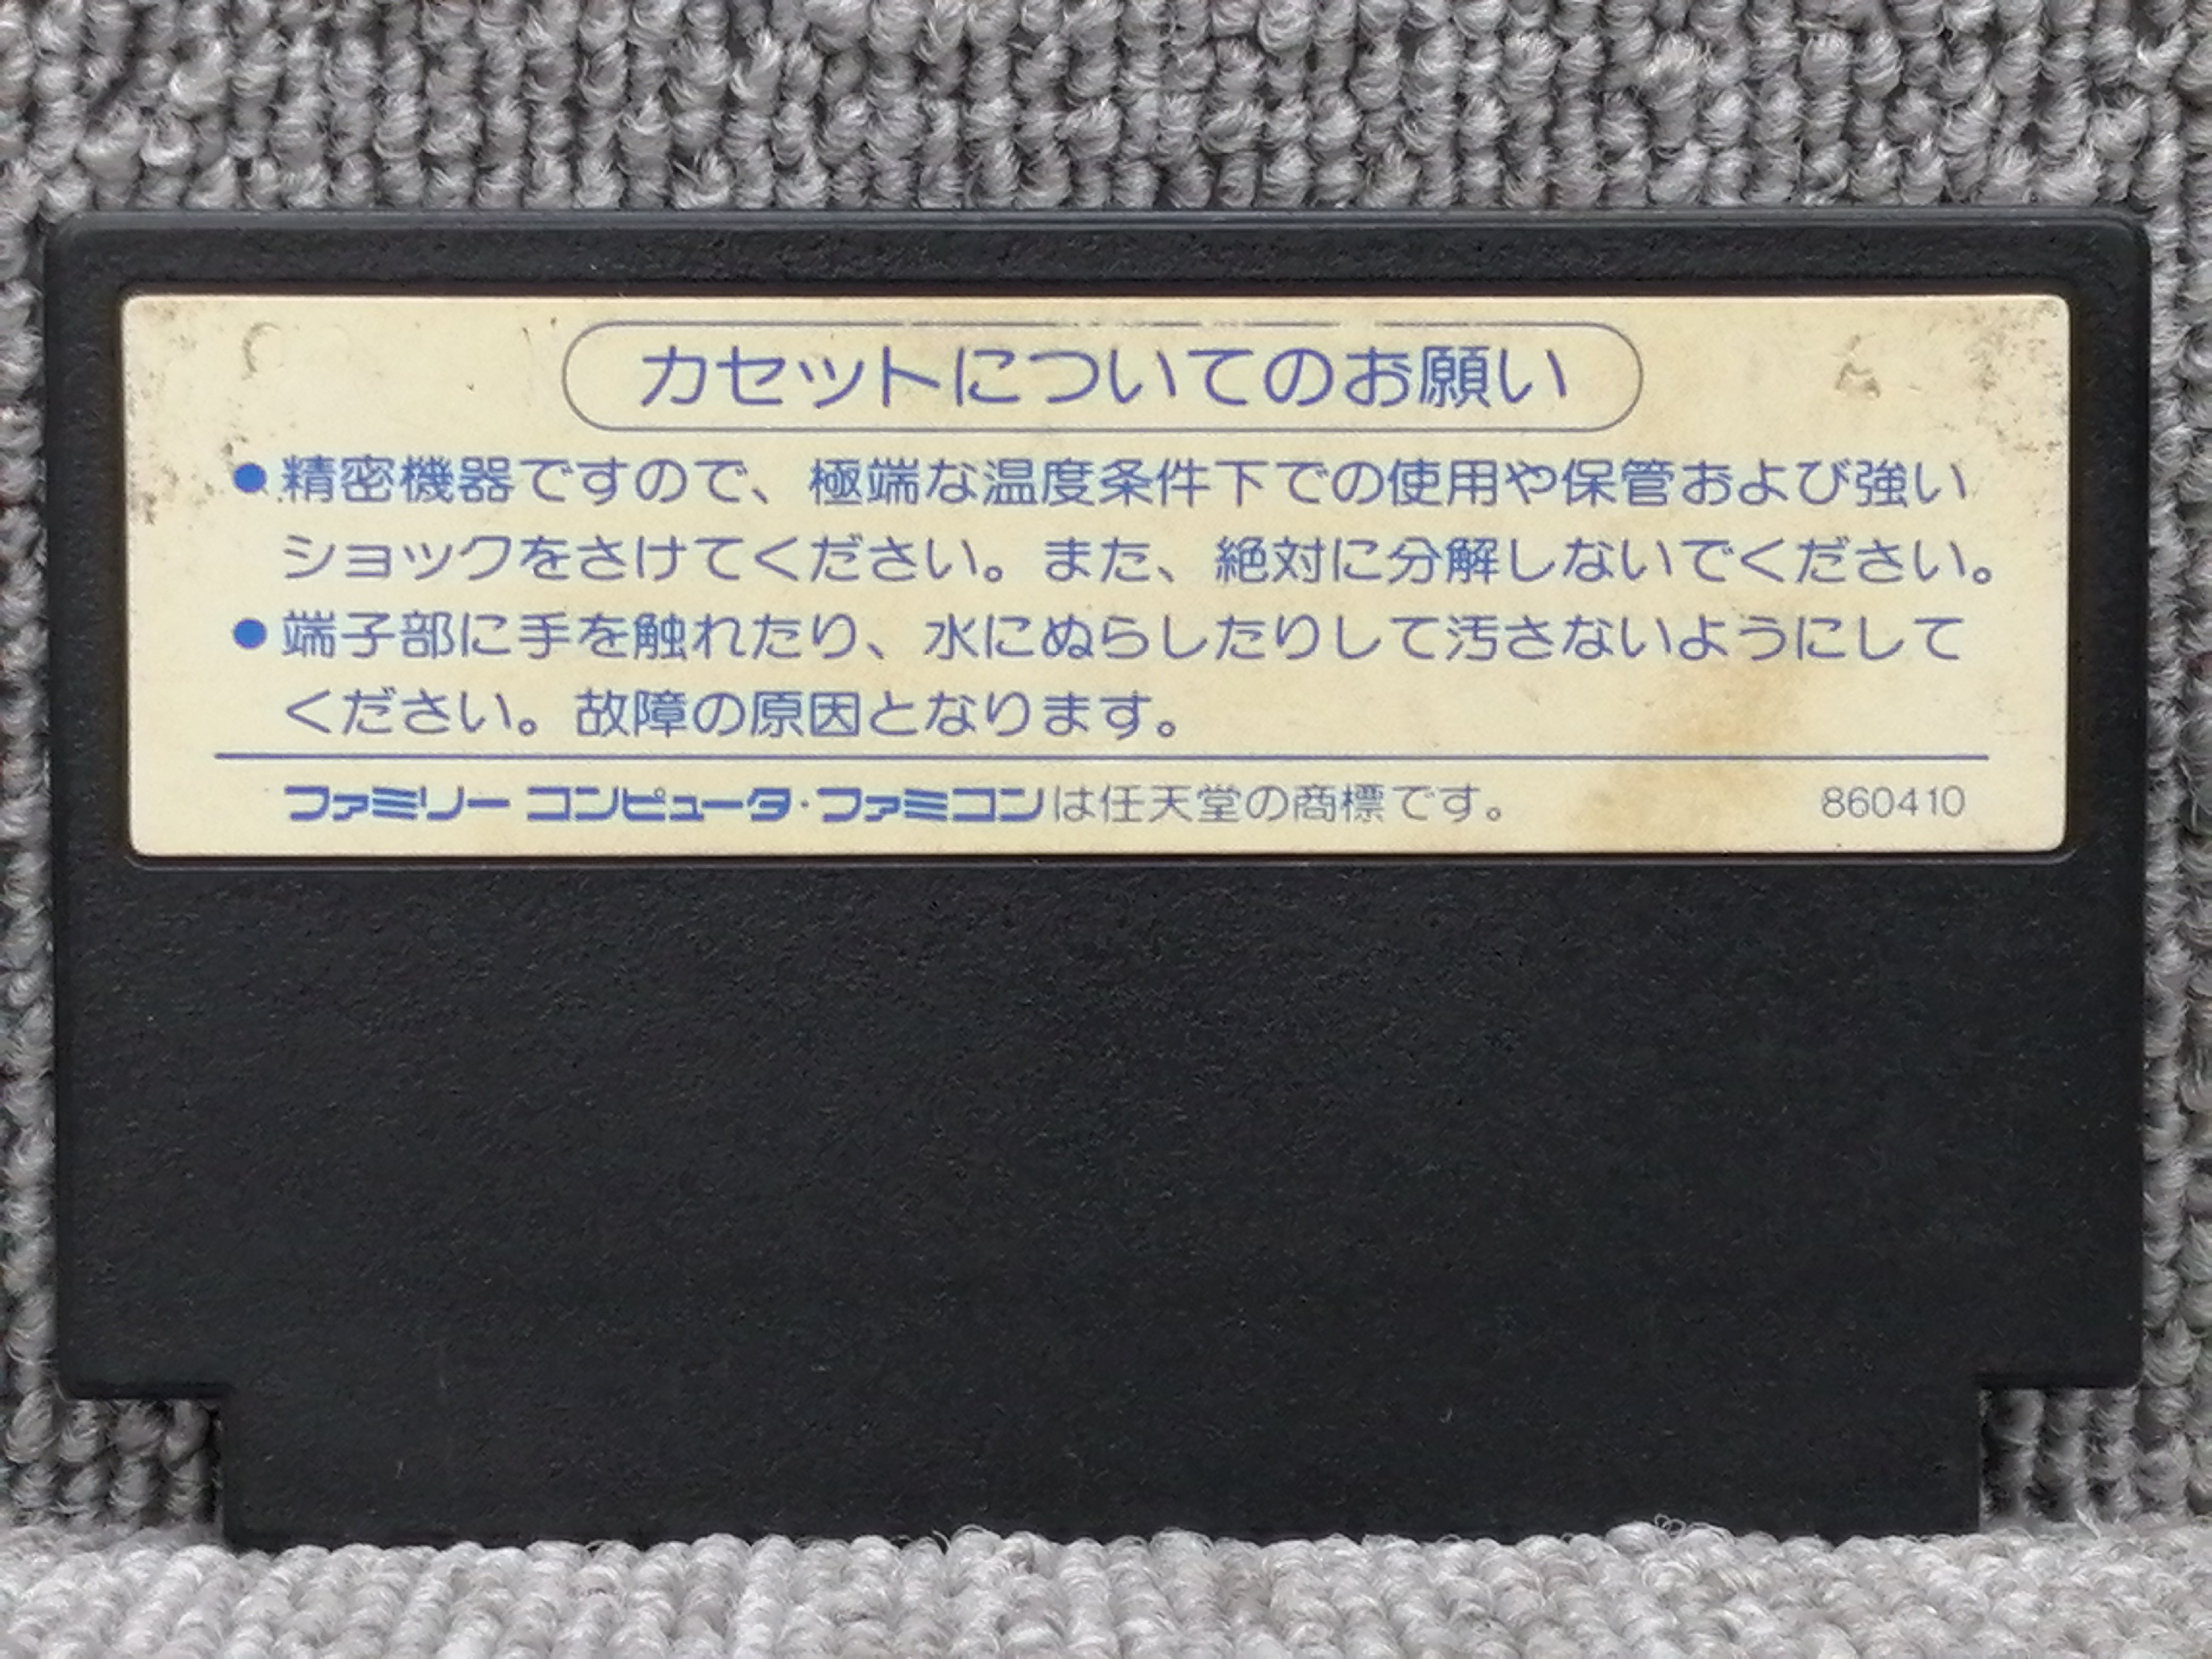 カセットについてのお願い
●精密機器ですので、極端な温度条件下での使用や保管および強い
ショックをさけてください。また、絶対に分解しないでください。
●端子部に手を触れたり、水にぬらしたりして汚さないようにして
ください。故障の原因となります。
ファミリー コンピュータ・ファミコンは任天堂の商標です。 860410